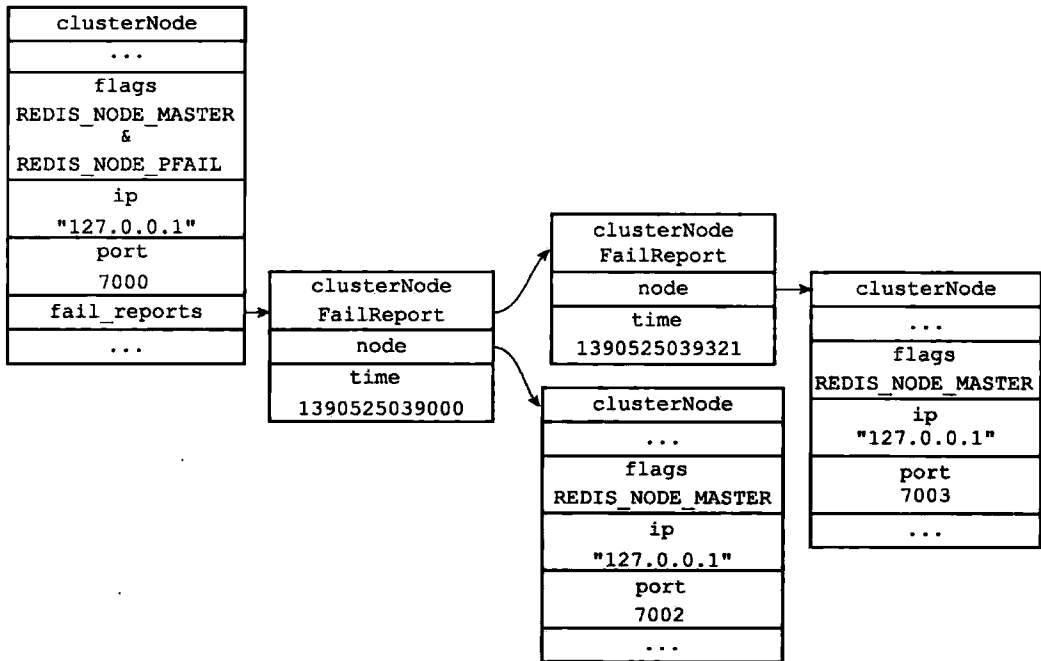 clusterNode
...
flags
REDIS_NODE_MASTER
&
REDIS_NODE_PFAIL
ip
"127.0.0.1"
port
7000
fail_reports
...
clusterNode
FailReport
node
time
1390525039000
clusterNode
FailReport
node
time
1390525039321
clusterNode
...
flags
REDIS_NODE_MASTER
ip
"127.0.0.1"
port
7002
...
clusterNode
...
flags
REDIS_NODE_MASTER
ip
"127.0.0.1"
port
7003
...